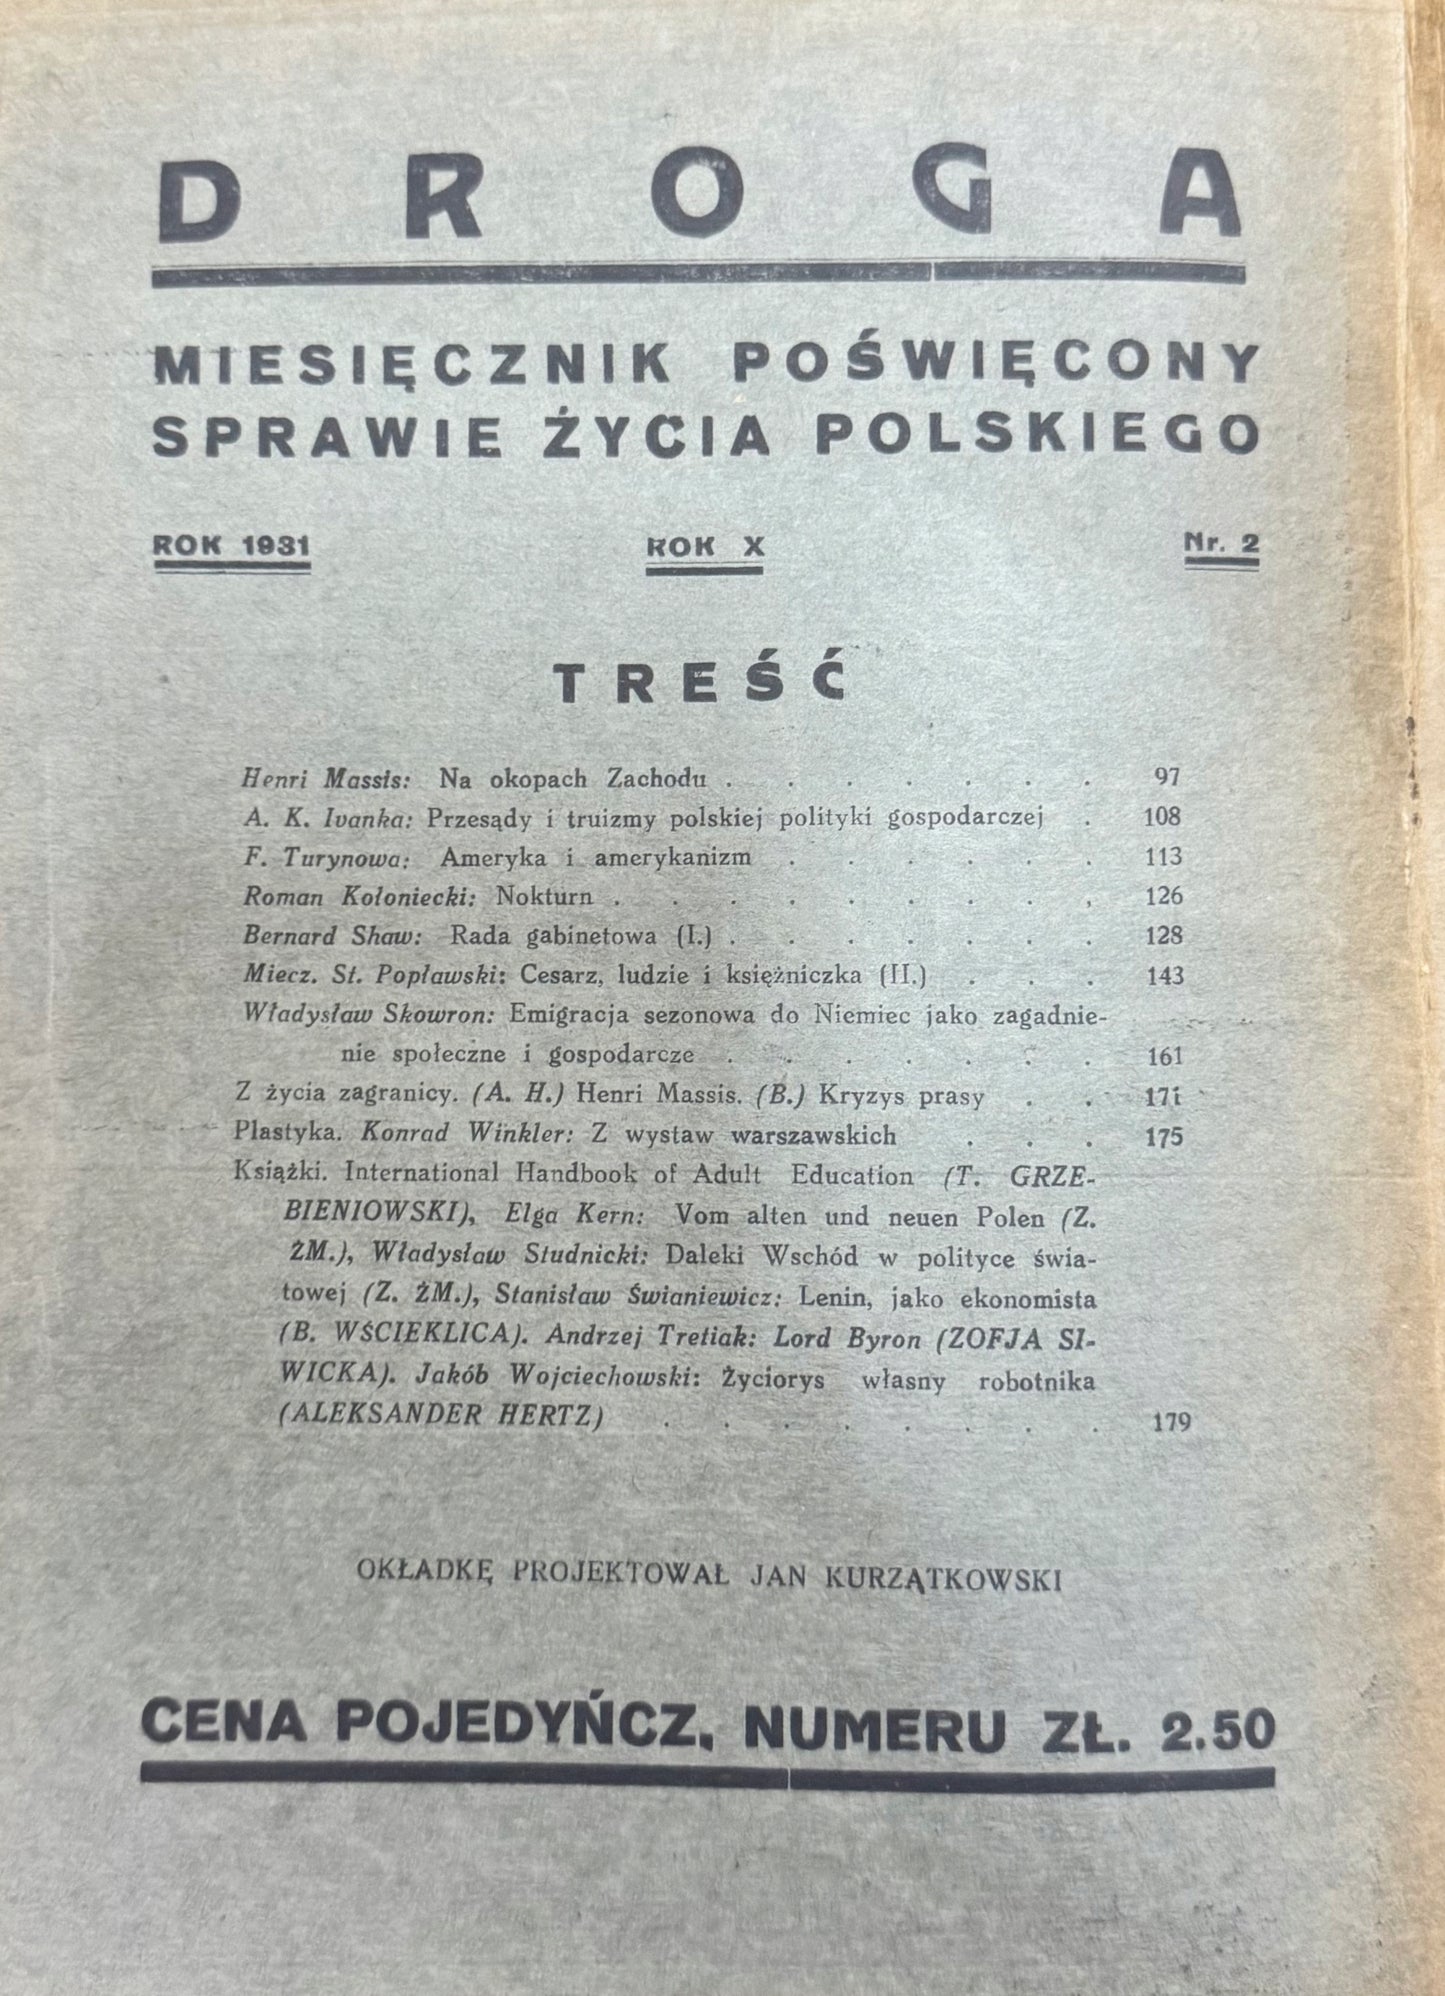 DROGA
MIESIĘCZNIK POŚWIĘCONY
SPRAWIE ŻYCIA POLSKIEGO
ROK 1931 ROK X Nr. 2
TREŚĆ
Henri Massis: Na okopach Zachodu . . . . . . . 97
A. K. Ivanka: Przesądy i truizmy polskiej polityki gospodarczej . 108
F. Turynowa: Ameryka i amerykanizm . . . . . . 113
Roman Kołoniecki: Nokturn . . . . . . . . , 126
Bernard Shaw: Rada gabinetowa (I.) . . . . . . . 128
Miecz. St. Popławski: Cesarz, ludzie i księżniczka (II.) . . . 143
Władysław Skowron: Emigracja sezonowa do Niemiec jako zagadnie-
nie społeczne i gospodarcze . . . . . . . 161
Z życia zagranicy. (A. H.) Henri Massis. (B.) Kryzys prasy . . 171
Plastyka. Konrad Winkler: Z wystaw warszawskich . . . 175
Książki. International Handbook of Adult Education (T. GRZE-
BIENIOWSKI), Elga Kern: Vom alten und neuen Polen (Z.
ŻM.), Władysław Studnicki: Daleki Wschód w polityce świa-
towej (Z. ŻM.), Stanisław Świaniewicz: Lenin, jako ekonomista
(B. WŚCIEKLICA). Andrzej Tretiak: Lord Byron (ZOFJA SI-
WICKA). Jakób Wojciechowski: Życiorys własny robotnika
(ALEKSANDER HERTZ) . . . . . . . . 179
OKŁADKĘ PROJEKTOWAŁ JAN KURZĄTKOWSKI
CENA POJEDYŃCZ. NUMERU ZŁ. 2.50